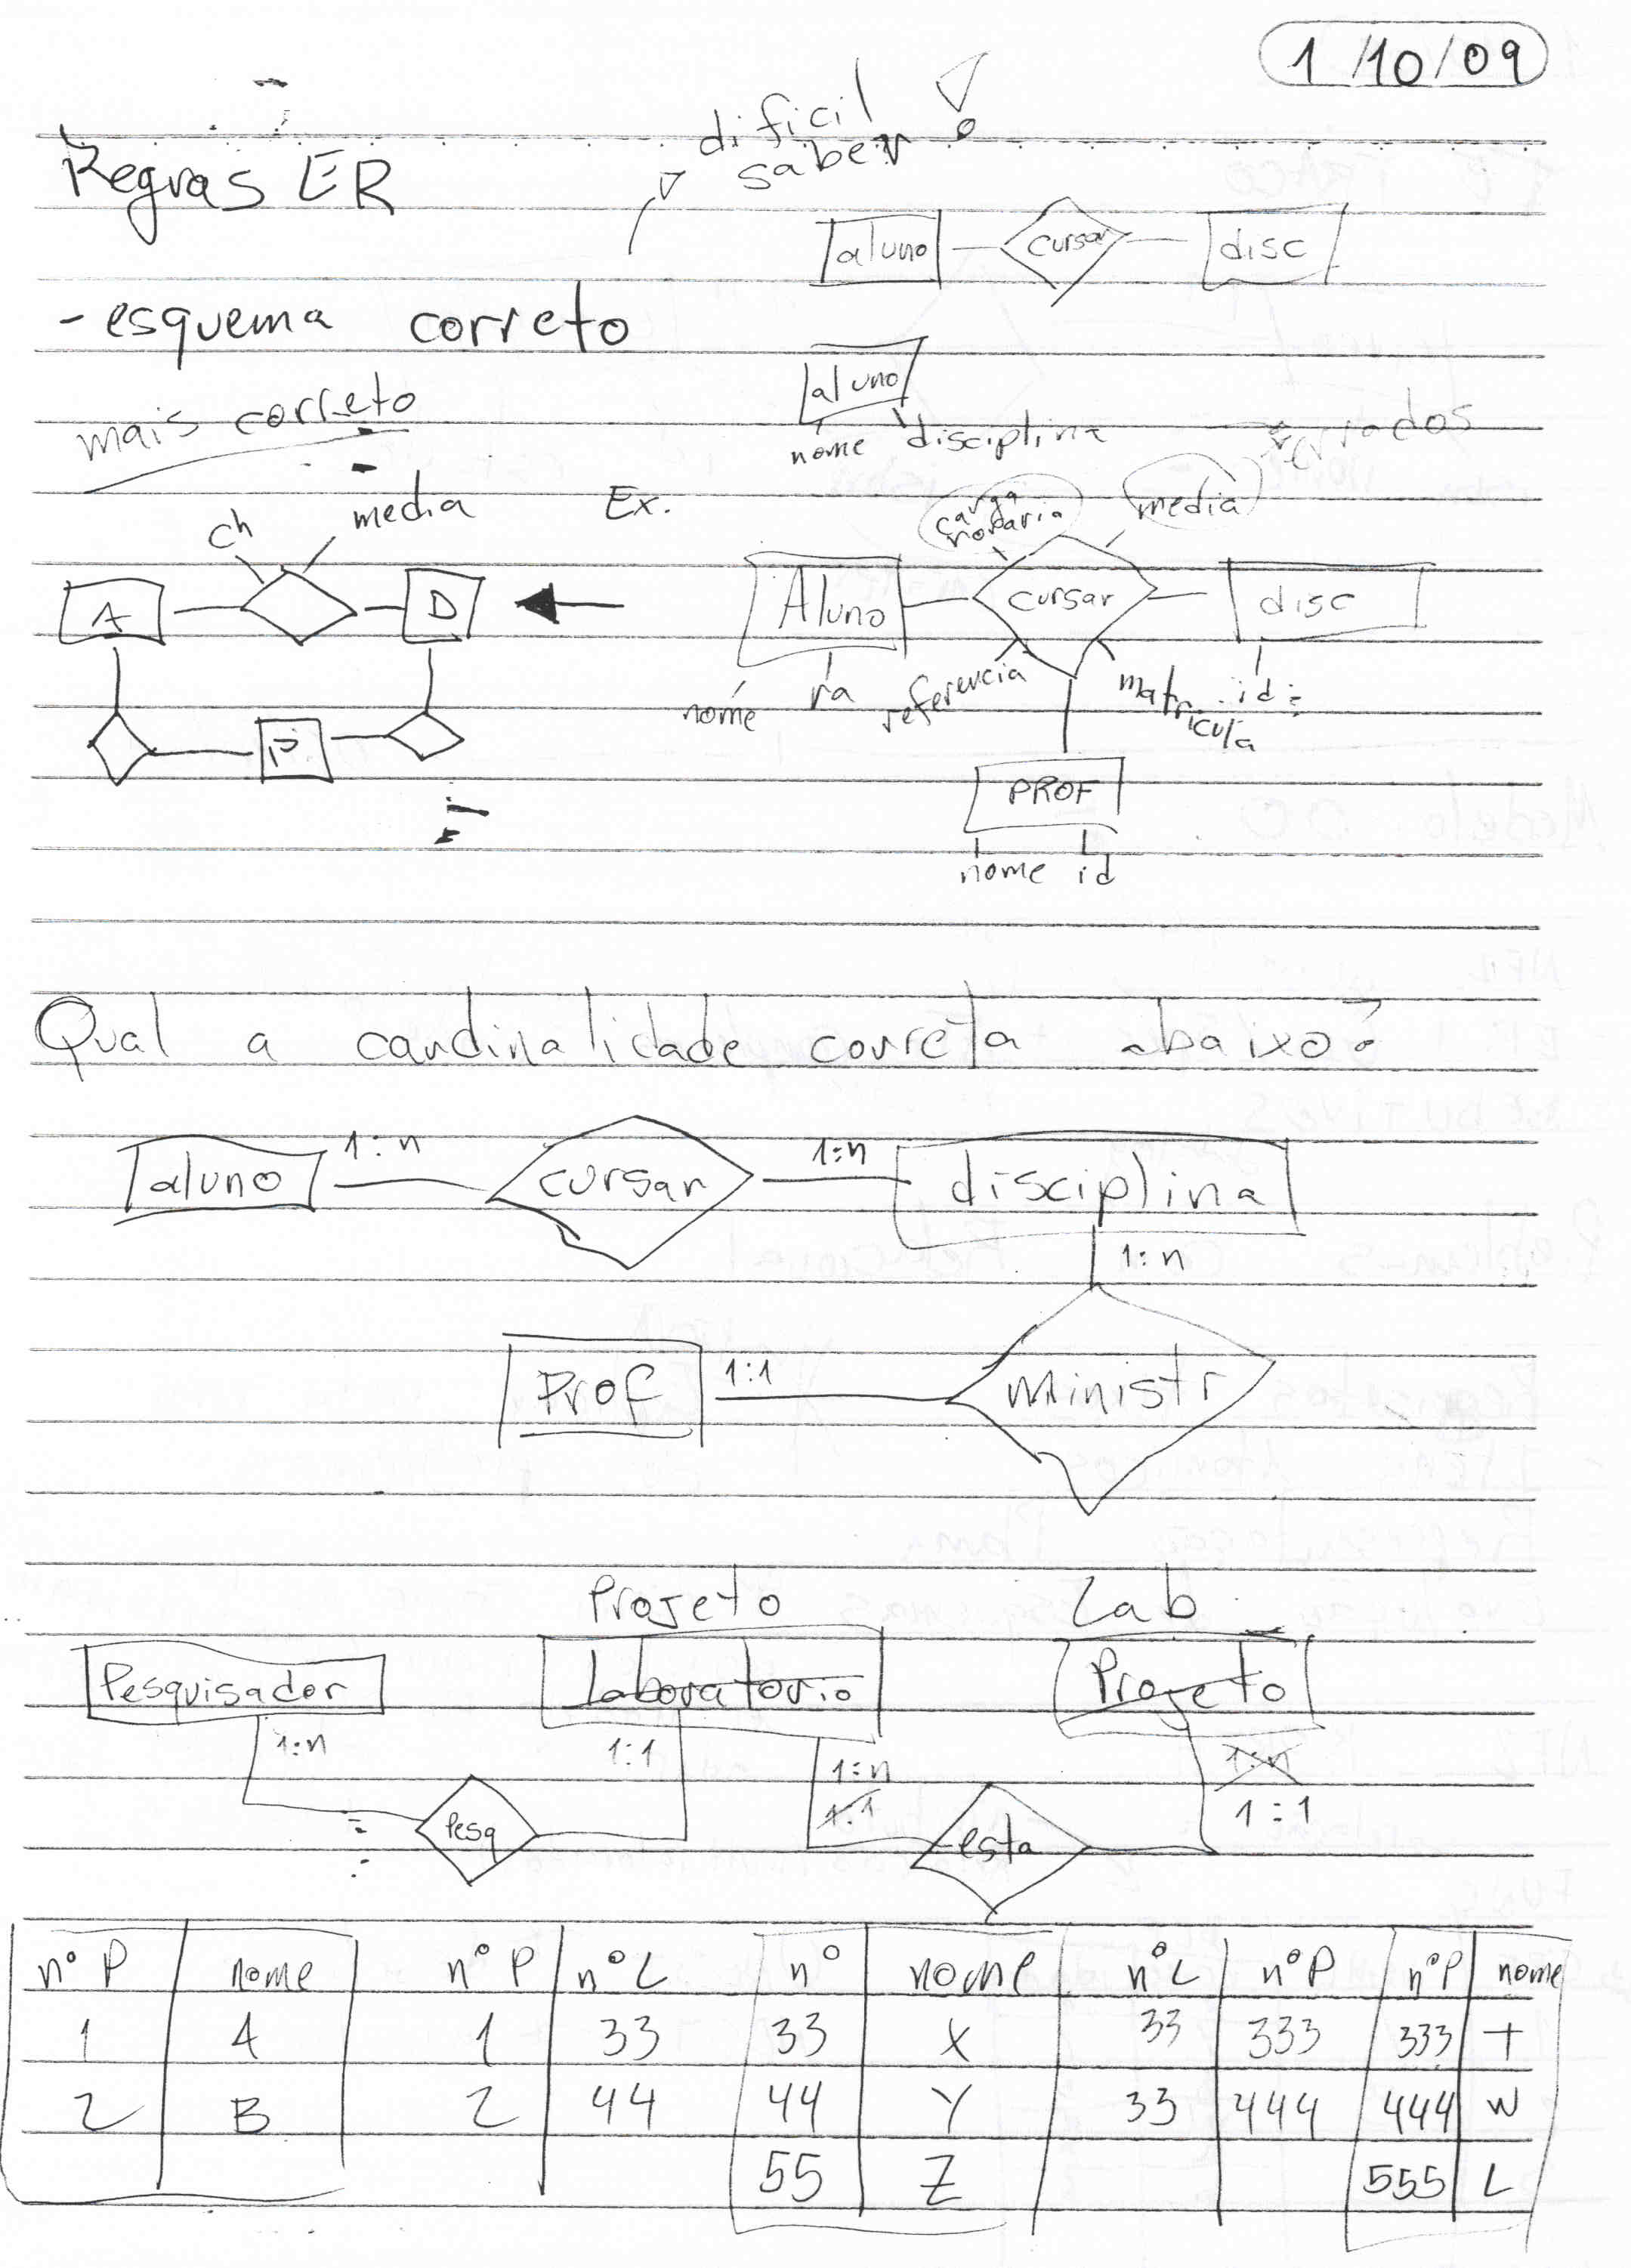 1/10/09
Regras ER
dificil
saber
aluno cursar disc
- esquema correto
mais correto
aluno
nome disciplina
errados
Ex.
ch media
carga
horaria
media
A D
Aluno cursar disc
nome ra referencia matricula id
P
PROF
nome id
Qual a cardinalidade correta abaixo?
aluno 1:n cursar 1:n disciplina
1:n
Prof 1:1 ministr
Projeto Lab
Pesquisador Laboratorio Projeto
1:n 1:1 1:n 1:n
1:1 1:1
Pesq esta
nº P nome nº P nº L nº nome nº L nº P nº P nome
1 A 1 33 33 X 33 333 333 T
2 B 2 44 44 Y 33 444 444 W
55 Z 555 L